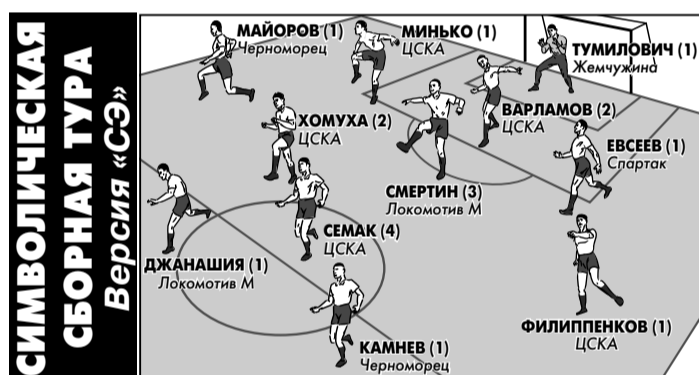 СИМВОЛИЧЕСКАЯ
СБОРНАЯ ТУРА
Версия «СЭ»
МАЙОРОВ (1)
Черноморец
МИНЬКО (1)
ЦСКА
ТУМИЛОВИЧ (1)
Жемчужина
ХОМУХА (2)
ЦСКА
ВАРЛАМОВ (2)
ЦСКА
ЕВСЕЕВ (1)
Спартак
СМЕРТИН (3)
Локомотив М
СЕМАК (4)
ЦСКА
ДЖАНАШИЯ (1)
Локомотив М
ФИЛИППЕНКОВ (1)
ЦСКА
КАМНЕВ (1)
Черноморец